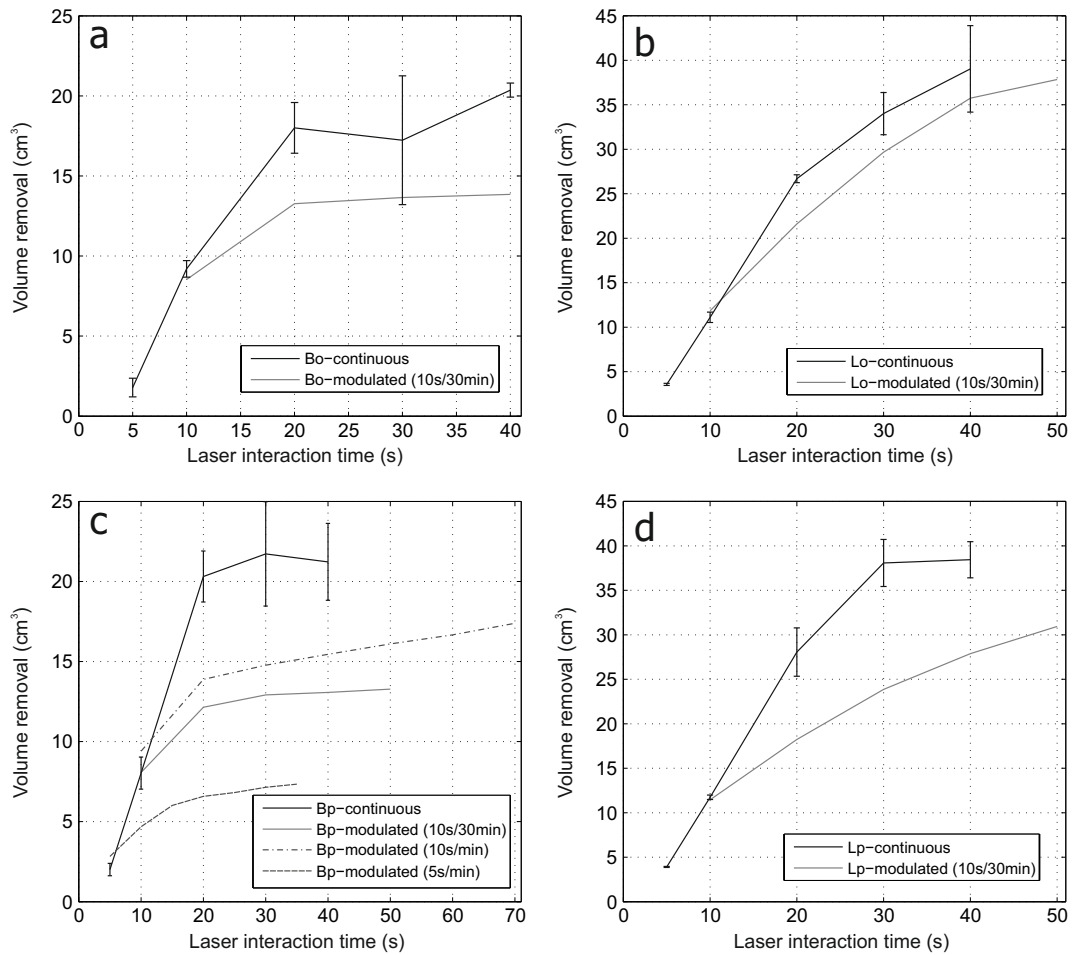 a
Volume removal (cm³)
25
20
15
10
5
0
Bo−continuous
Bo−modulated (10s/30min)
0 5 10 15 20 25 30 35 40
Laser interaction time (s)
b
Volume removal (cm³)
45
40
35
30
25
20
15
10
5
0
Lo−continuous
Lo−modulated (10s/30min)
0 10 20 30 40 50
Laser interaction time (s)
c
Volume removal (cm³)
25
20
15
10
5
0
Bp−continuous
Bp−modulated (10s/30min)
Bp−modulated (10s/min)
Bp−modulated (5s/min)
0 10 20 30 40 50 60 70
Laser interaction time (s)
d
Volume removal (cm³)
45
40
35
30
25
20
15
10
5
0
Lp−continuous
Lp−modulated (10s/30min)
0 10 20 30 40 50
Laser interaction time (s)